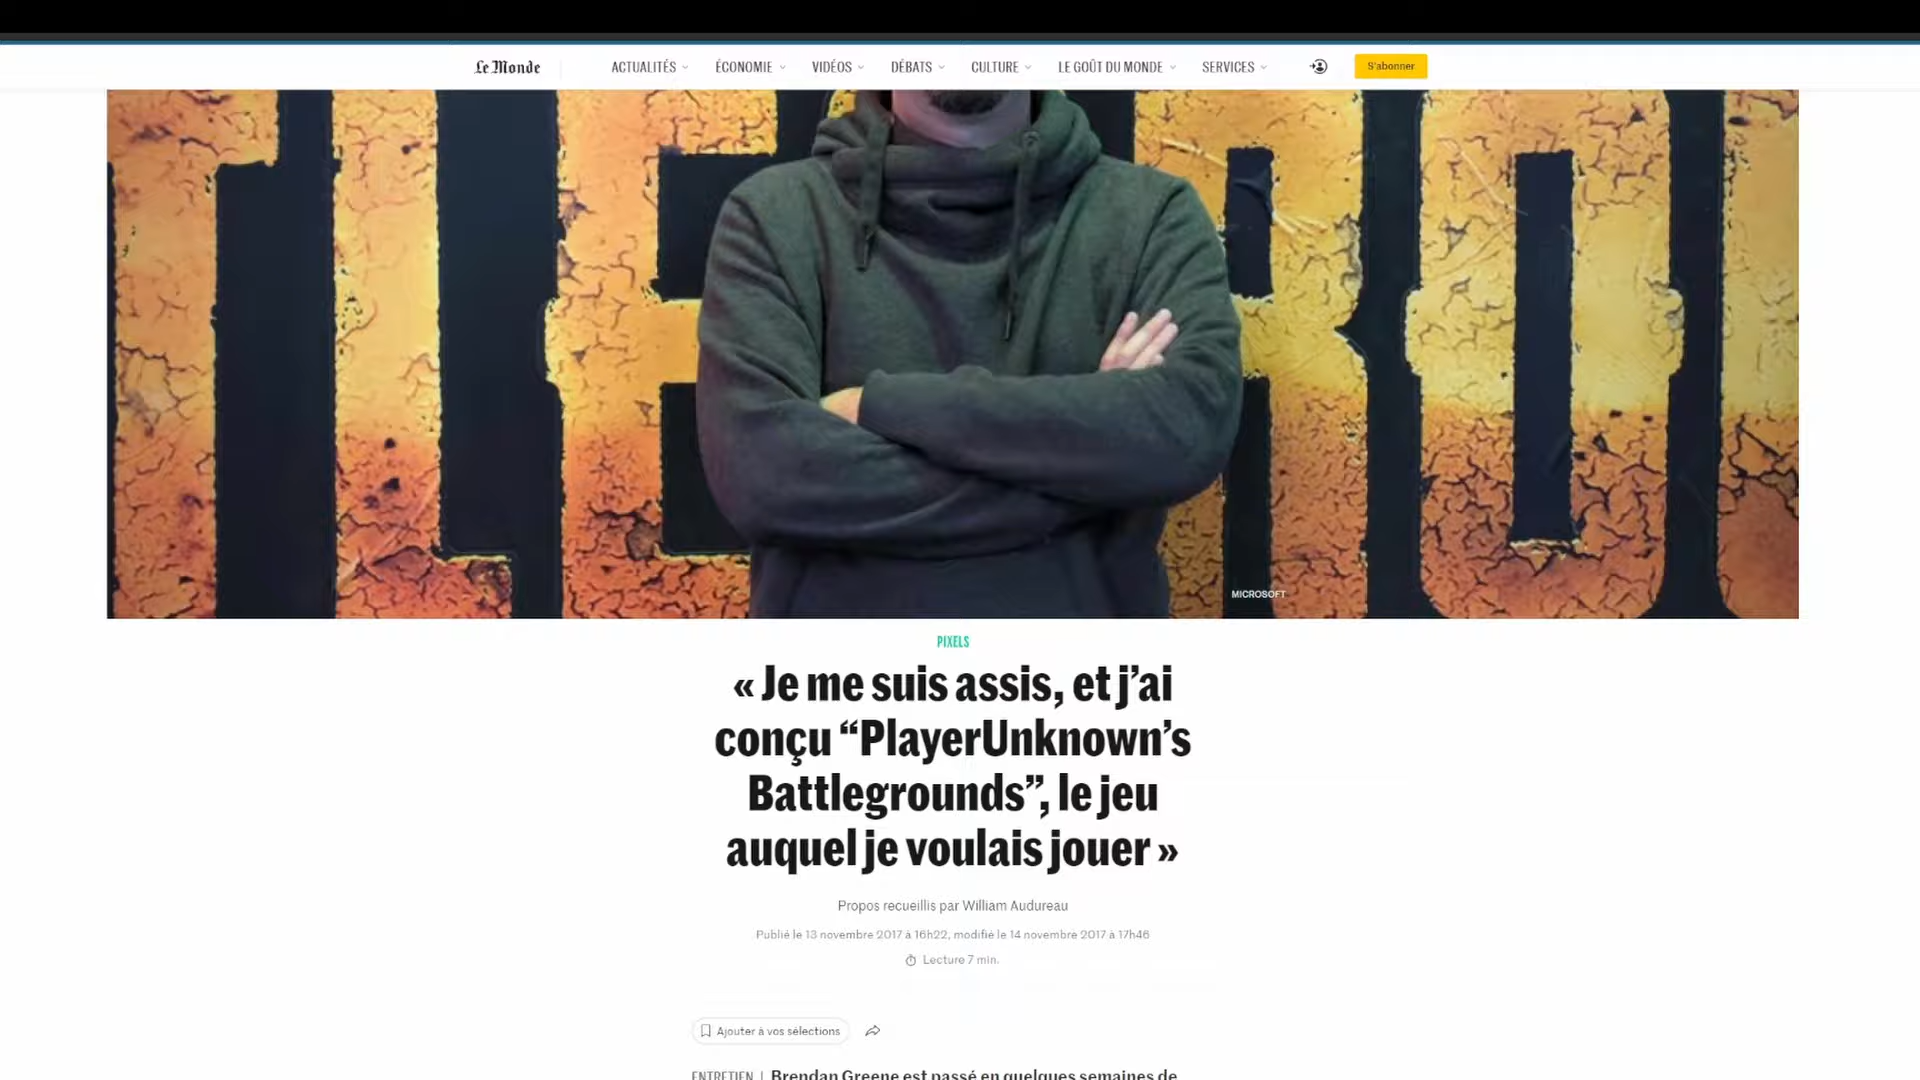 Le Monde
ACTUALITÉS ÉCONOMIE VIDÉOS DÉBATS CULTURE LE GOÛT DU MONDE SERVICES S'abonner
MICROSOFT
PIXELS
« Je me suis assis, et j’ai
conçu “PlayerUnknown’s
Battlegrounds”, le jeu
auquel je voulais jouer »
Propos recueillis par William Audureau
Publié le 13 novembre 2017 à 16h22, modifié le 14 novembre 2017 à 17h46
Lecture 7 min.
Ajouter à vos sélections
ENTRETIEN | Brendan Greene est passé en quelques semaines de